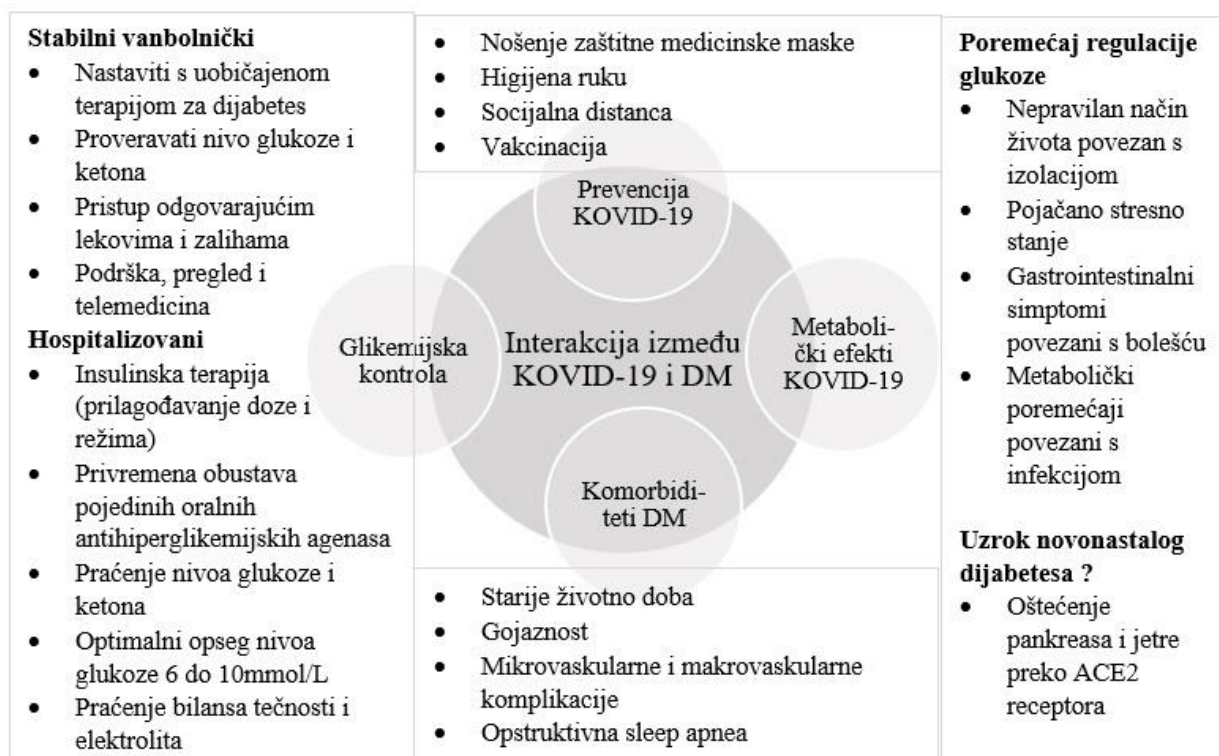 Stabilni vanbolnički
• Nastaviti s uobičajenom
terapijom za dijabetes
• Proveravati nivo glukoze i
ketona
• Pristup odgovarajućim
lekovima i zalihama
• Podrška, pregled i
telemedicina
Hospitalizovani
• Insulinska terapija
(prilagođavanje doze i
režima)
• Privremena obustava
pojedinih oralnih
antihiperglikemijskih agenasa
• Praćenje nivoa glukoze i
ketona
• Optimalni opseg nivoa
glukoze 6 do 10mmol/L
• Praćenje bilansa tečnosti i
elektrolita
• Nošenje zaštitne medicinske maske
• Higijena ruku
• Socijalna distanca
• Vakcinacija
Prevencija
KOVID-19
Glikemijska
kontrola
Interakcija između
KOVID-19 i DM
Metaboli-
čki efekti
KOVID-19
Komorbidi-
teti DM
• Starije životno doba
• Gojaznost
• Mikrovaskularne i makrovaskularne
komplikacije
• Opstruktivna sleep apnea
Poremećaj regulacije
glukoze
• Nepravilan način
života povezan s
izolacijom
• Pojačano stresno
stanje
• Gastrointestinalni
simptomi
povezani s bolešću
• Metabolički
poremećaji
povezani s
infekcijom
Uzrok novonastalog
dijabetesa ?
• Oštećenje
pankreasa i jetre
preko ACE2
receptora